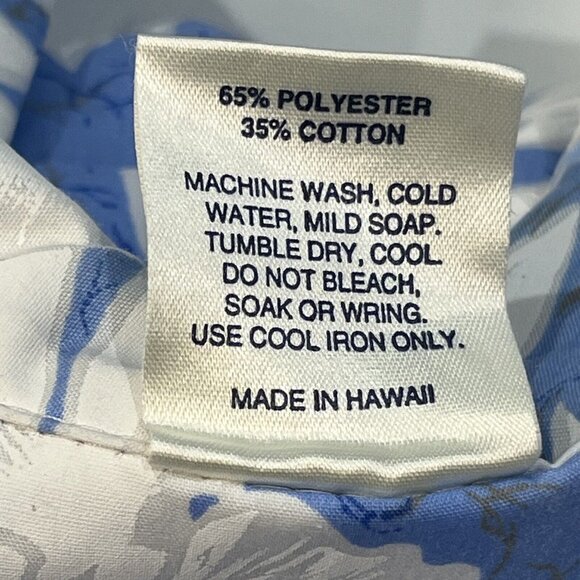 65% POLYESTER
35% COTTON
MACHINE WASH, COLD
WATER, MILD SOAP.
TUMBLE DRY, COOL.
DO NOT BLEACH,
SOAK OR WRING.
USE COOL IRON ONLY.
MADE IN HAWAII